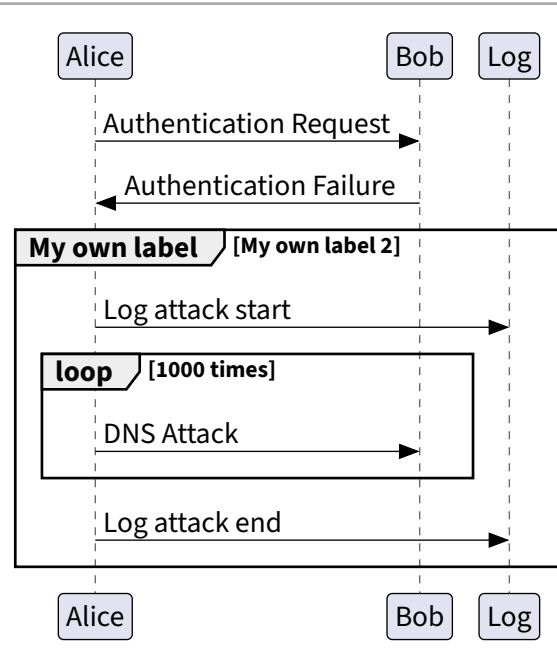 Alice Bob Log
Authentication Request
Authentication Failure
My own label [My own label 2]
Log attack start
loop [1000 times]
DNS Attack
Log attack end
Alice Bob Log